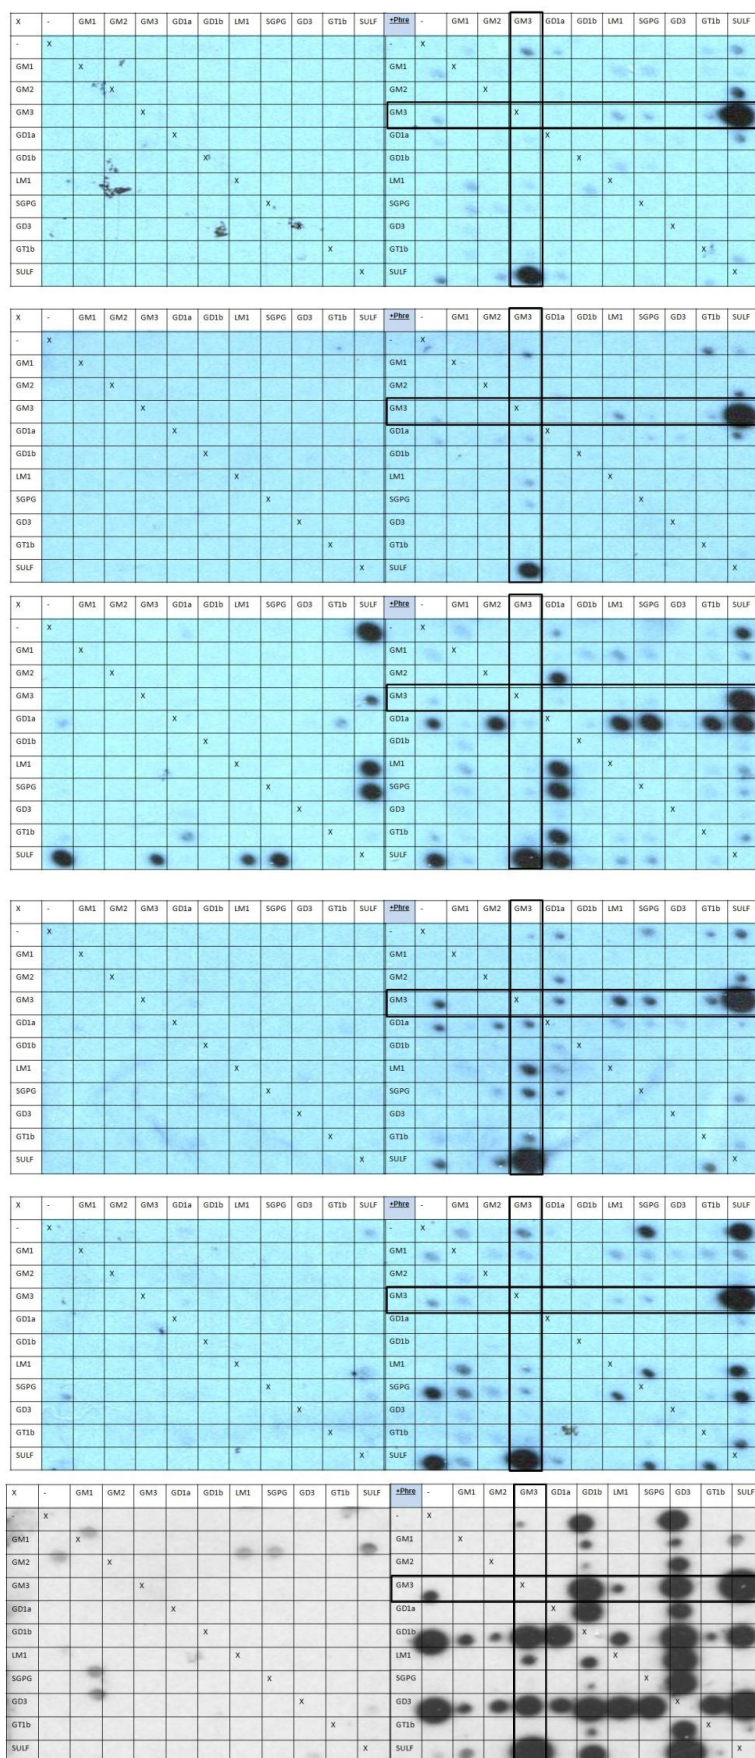 X - GM1 GM2 GM3 GD1a GD1b LM1 SGPG GD3 GT1b SULF +Phre - GM1 GM2 GM3 GD1a GD1b LM1 SGPG GD3 GT1b SULF
- X - X
GM1 X GM1 X
GM2 X GM2 X
GM3 X GM3 X
GD1a X GD1a X
GD1b X GD1b X
LM1 X LM1 X
SGPG X SGPG X
GD3 X GD3 X
GT1b X GT1b X
SULF X SULF X
X - GM1 GM2 GM3 GD1a GD1b LM1 SGPG GD3 GT1b SULF +Phre - GM1 GM2 GM3 GD1a GD1b LM1 SGPG GD3 GT1b SULF
- X - X
GM1 X GM1 X
GM2 X GM2 X
GM3 X GM3 X
GD1a X GD1a X
GD1b X GD1b X
LM1 X LM1 X
SGPG X SGPG X
GD3 X GD3 X
GT1b X GT1b X
SULF X SULF X
X - GM1 GM2 GM3 GD1a GD1b LM1 SGPG GD3 GT1b SULF +Phre - GM1 GM2 GM3 GD1a GD1b LM1 SGPG GD3 GT1b SULF
- X - X
GM1 X GM1 X
GM2 X GM2 X
GM3 X GM3 X
GD1a X GD1a X
GD1b X GD1b X
LM1 X LM1 X
SGPG X SGPG X
GD3 X GD3 X
GT1b X GT1b X
SULF X SULF X
X - GM1 GM2 GM3 GD1a GD1b LM1 SGPG GD3 GT1b SULF +Phre - GM1 GM2 GM3 GD1a GD1b LM1 SGPG GD3 GT1b SULF
- X - X
GM1 X GM1 X
GM2 X GM2 X
GM3 X GM3 X
GD1a X GD1a X
GD1b X GD1b X
LM1 X LM1 X
SGPG X SGPG X
GD3 X GD3 X
GT1b X GT1b X
SULF X SULF X
X - GM1 GM2 GM3 GD1a GD1b LM1 SGPG GD3 GT1b SULF +Phre - GM1 GM2 GM3 GD1a GD1b LM1 SGPG GD3 GT1b SULF
- X - X
GM1 X GM1 X
GM2 X GM2 X
GM3 X GM3 X
GD1a X GD1a X
GD1b X GD1b X
LM1 X LM1 X
SGPG X SGPG X
GD3 X GD3 X
GT1b X GT1b X
SULF X SULF X
X - GM1 GM2 GM3 GD1a GD1b LM1 SGPG GD3 GT1b SULF +Phre - GM1 GM2 GM3 GD1a GD1b LM1 SGPG GD3 GT1b SULF
- X - X
GM1 X GM1 X
GM2 X GM2 X
GM3 X GM3 X
GD1a X GD1a X
GD1b X GD1b X
LM1 X LM1 X
SGPG X SGPG X
GD3 X GD3 X
GT1b X GT1b X
SULF X SULF X